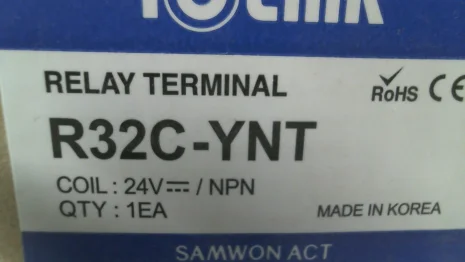 RELAY TERMINAL
RoHS CE
R32C-YNT
COIL : 24V⎓ / NPN
QTY : 1EA
MADE IN KOREA
SAMWON ACT